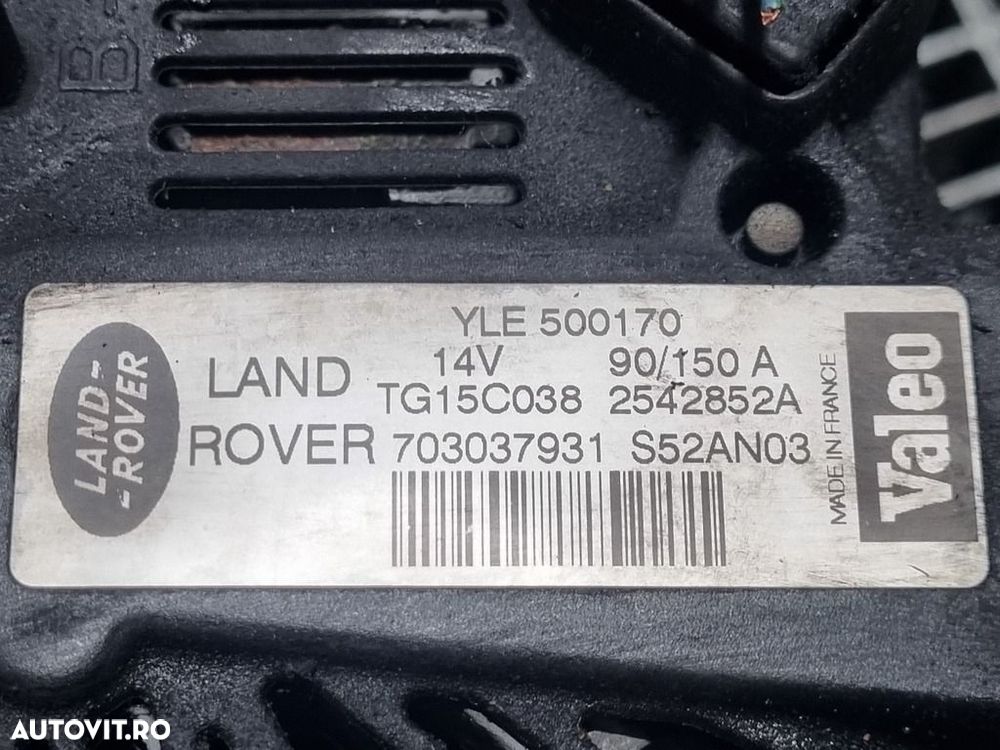 B+
LAND
ROVER
LAND
ROVER
YLE 500170
14V 90/150 A
TG15C038 2542852A
703037931 S52AN03
MADE IN FRANCE
Valeo
AUTOVIT.RO